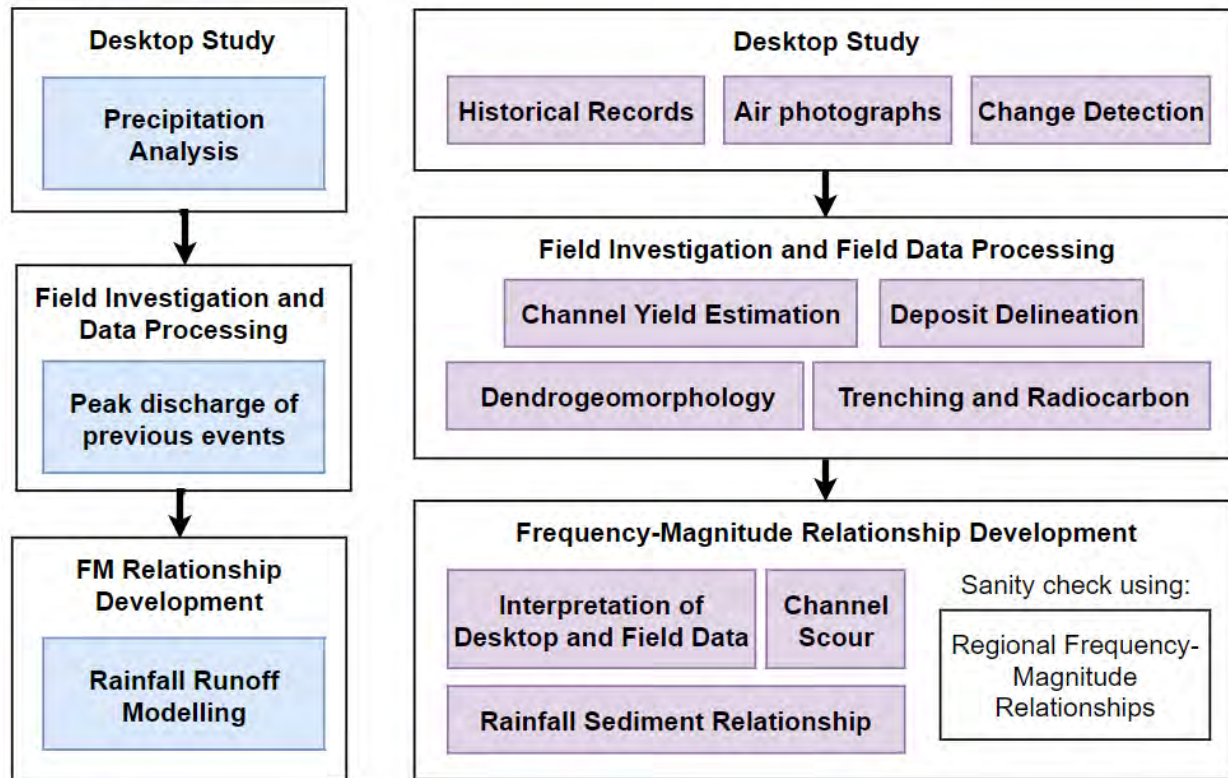 Desktop Study
Precipitation
Analysis
Field Investigation and
Data Processing
Peak discharge of
previous events
FM Relationship
Development
Rainfall Runoff
Modelling
Desktop Study
Historical Records
Air photographs
Change Detection
Field Investigation and Field Data Processing
Channel Yield Estimation
Deposit Delineation
Dendrogeomorphology
Trenching and Radiocarbon
Frequency-Magnitude Relationship Development
Interpretation of
Desktop and Field Data
Channel
Scour
Rainfall Sediment Relationship
Sanity check using:
Regional Frequency-
Magnitude
Relationships